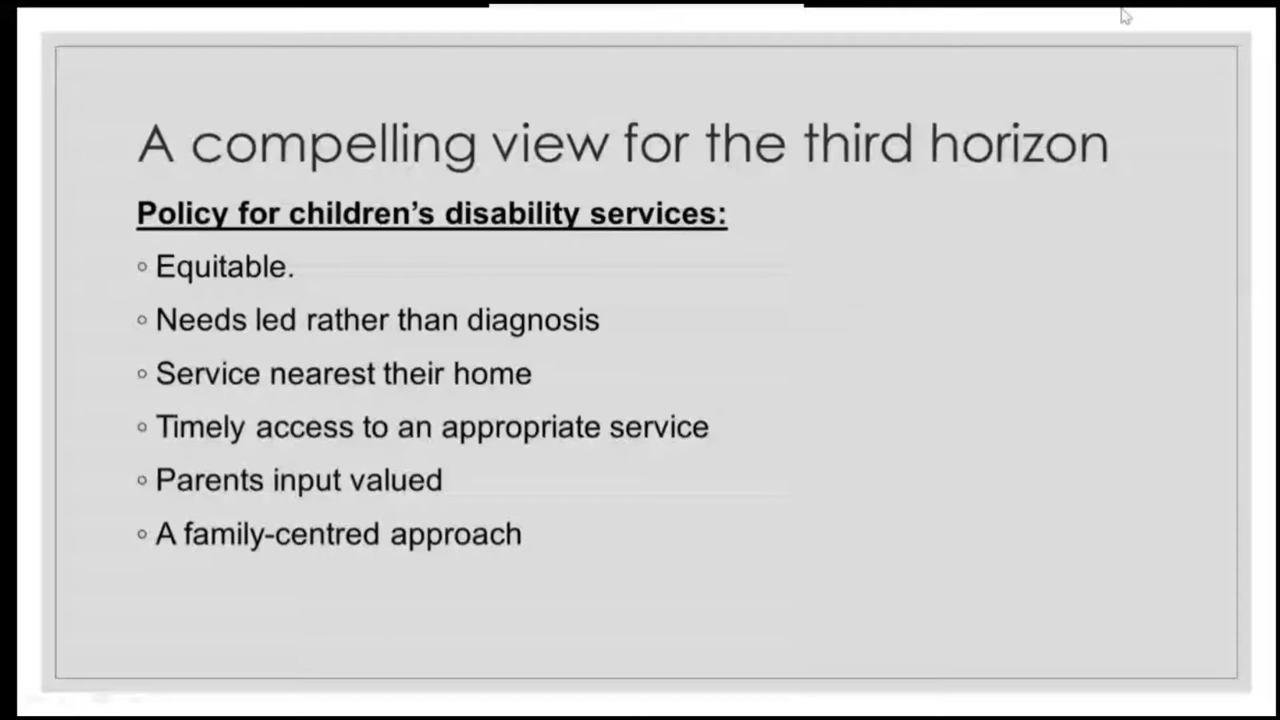 A compelling view for the third horizon
Policy for children’s disability services:
◦ Equitable.
◦ Needs led rather than diagnosis
◦ Service nearest their home
◦ Timely access to an appropriate service
◦ Parents input valued
◦ A family-centred approach